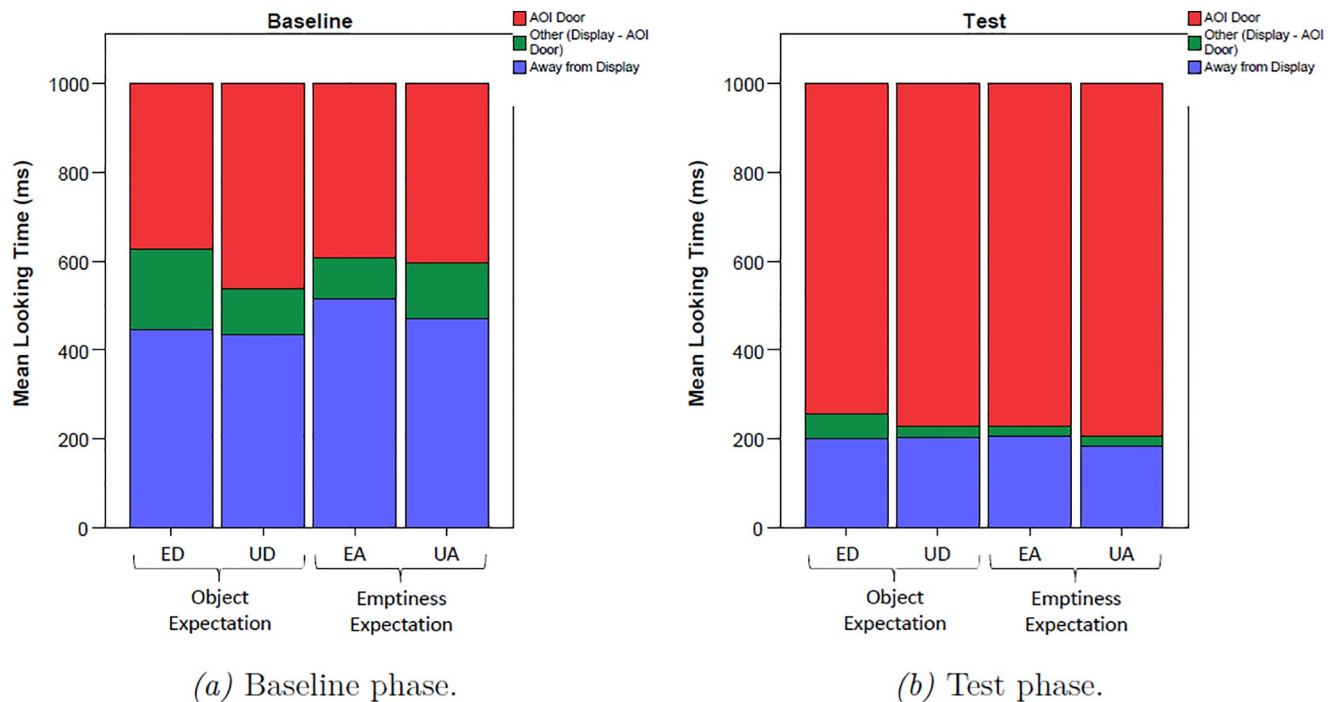 Baseline
AOI Door
Other (Display - AOI
Door)
Away from Display
Mean Looking Time (ms)
1000
800
600
400
200
0
ED UD EA UA
Object
Expectation
Emptiness
Expectation
(a) Baseline phase.
Test
AOI Door
Other (Display - AOI
Door)
Away from Display
Mean Looking Time (ms)
1000
800
600
400
200
0
ED UD EA UA
Object
Expectation
Emptiness
Expectation
(b) Test phase.